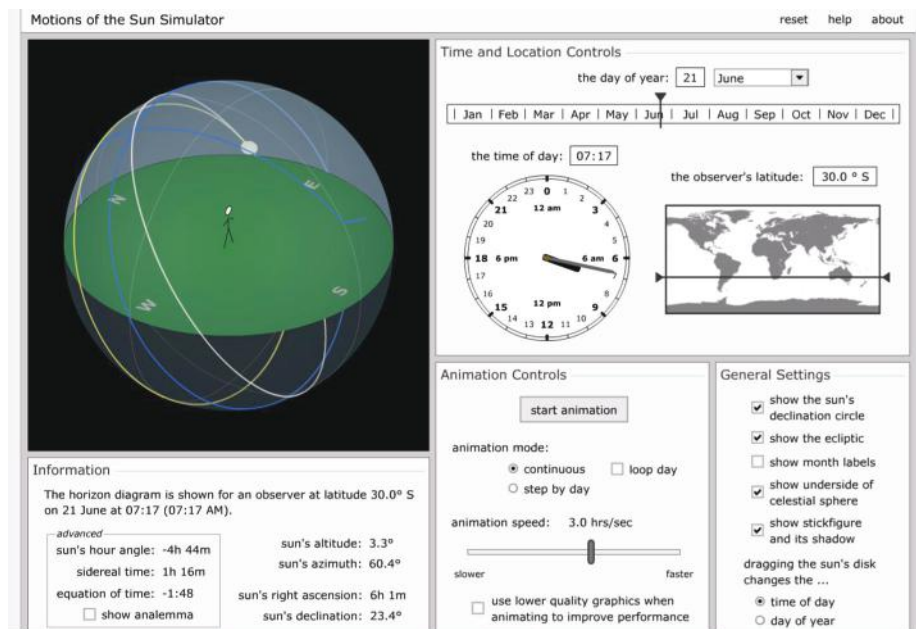 Motions of the Sun Simulator
reset help about
N
E
W
S
Time and Location Controls
the day of year: 21 June
Jan Feb Mar Apr May Jun Jul Aug Sep Oct Nov Dec
the time of day: 07:17
0 1 2 3 4 5 6 7 8 9 10 11 12 13 14 15 16 17 18 19 20 21 22 23
12 am
6 pm 6 am
12 pm
the observer's latitude: 30.0 ° S
Information
The horizon diagram is shown for an observer at latitude 30.0° S
on 21 June at 07:17 (07:17 AM).
advanced
sun's hour angle: -4h 44m
sidereal time: 1h 16m
equation of time: -1:48
show analemma
sun's altitude: 3.3°
sun's azimuth: 60.4°
sun's right ascension: 6h 1m
sun's declination: 23.4°
Animation Controls
start animation
animation mode:
continuous loop day
step by day
animation speed: 3.0 hrs/sec
slower faster
use lower quality graphics when
animating to improve performance
General Settings
show the sun's
declination circle
show the ecliptic
show month labels
show underside of
celestial sphere
show stickfigure
and its shadow
dragging the sun's disk
changes the ...
time of day
day of year